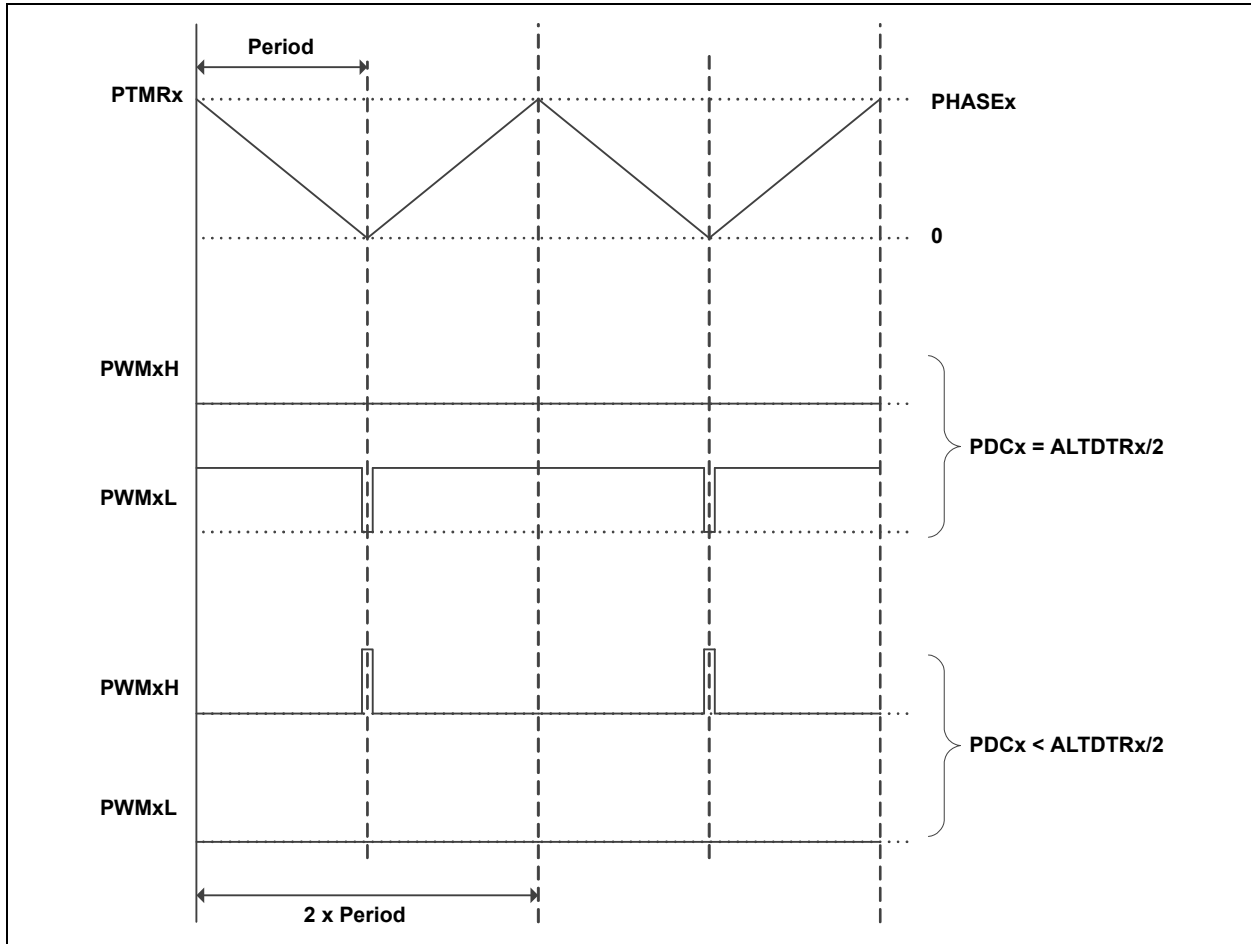 Period
PTMRx
PHASEx
0
PWMxH
PDCx = ALTDTRx/2
PWMxL
PWMxH
PDCx < ALTDTRx/2
PWMxL
2 x Period